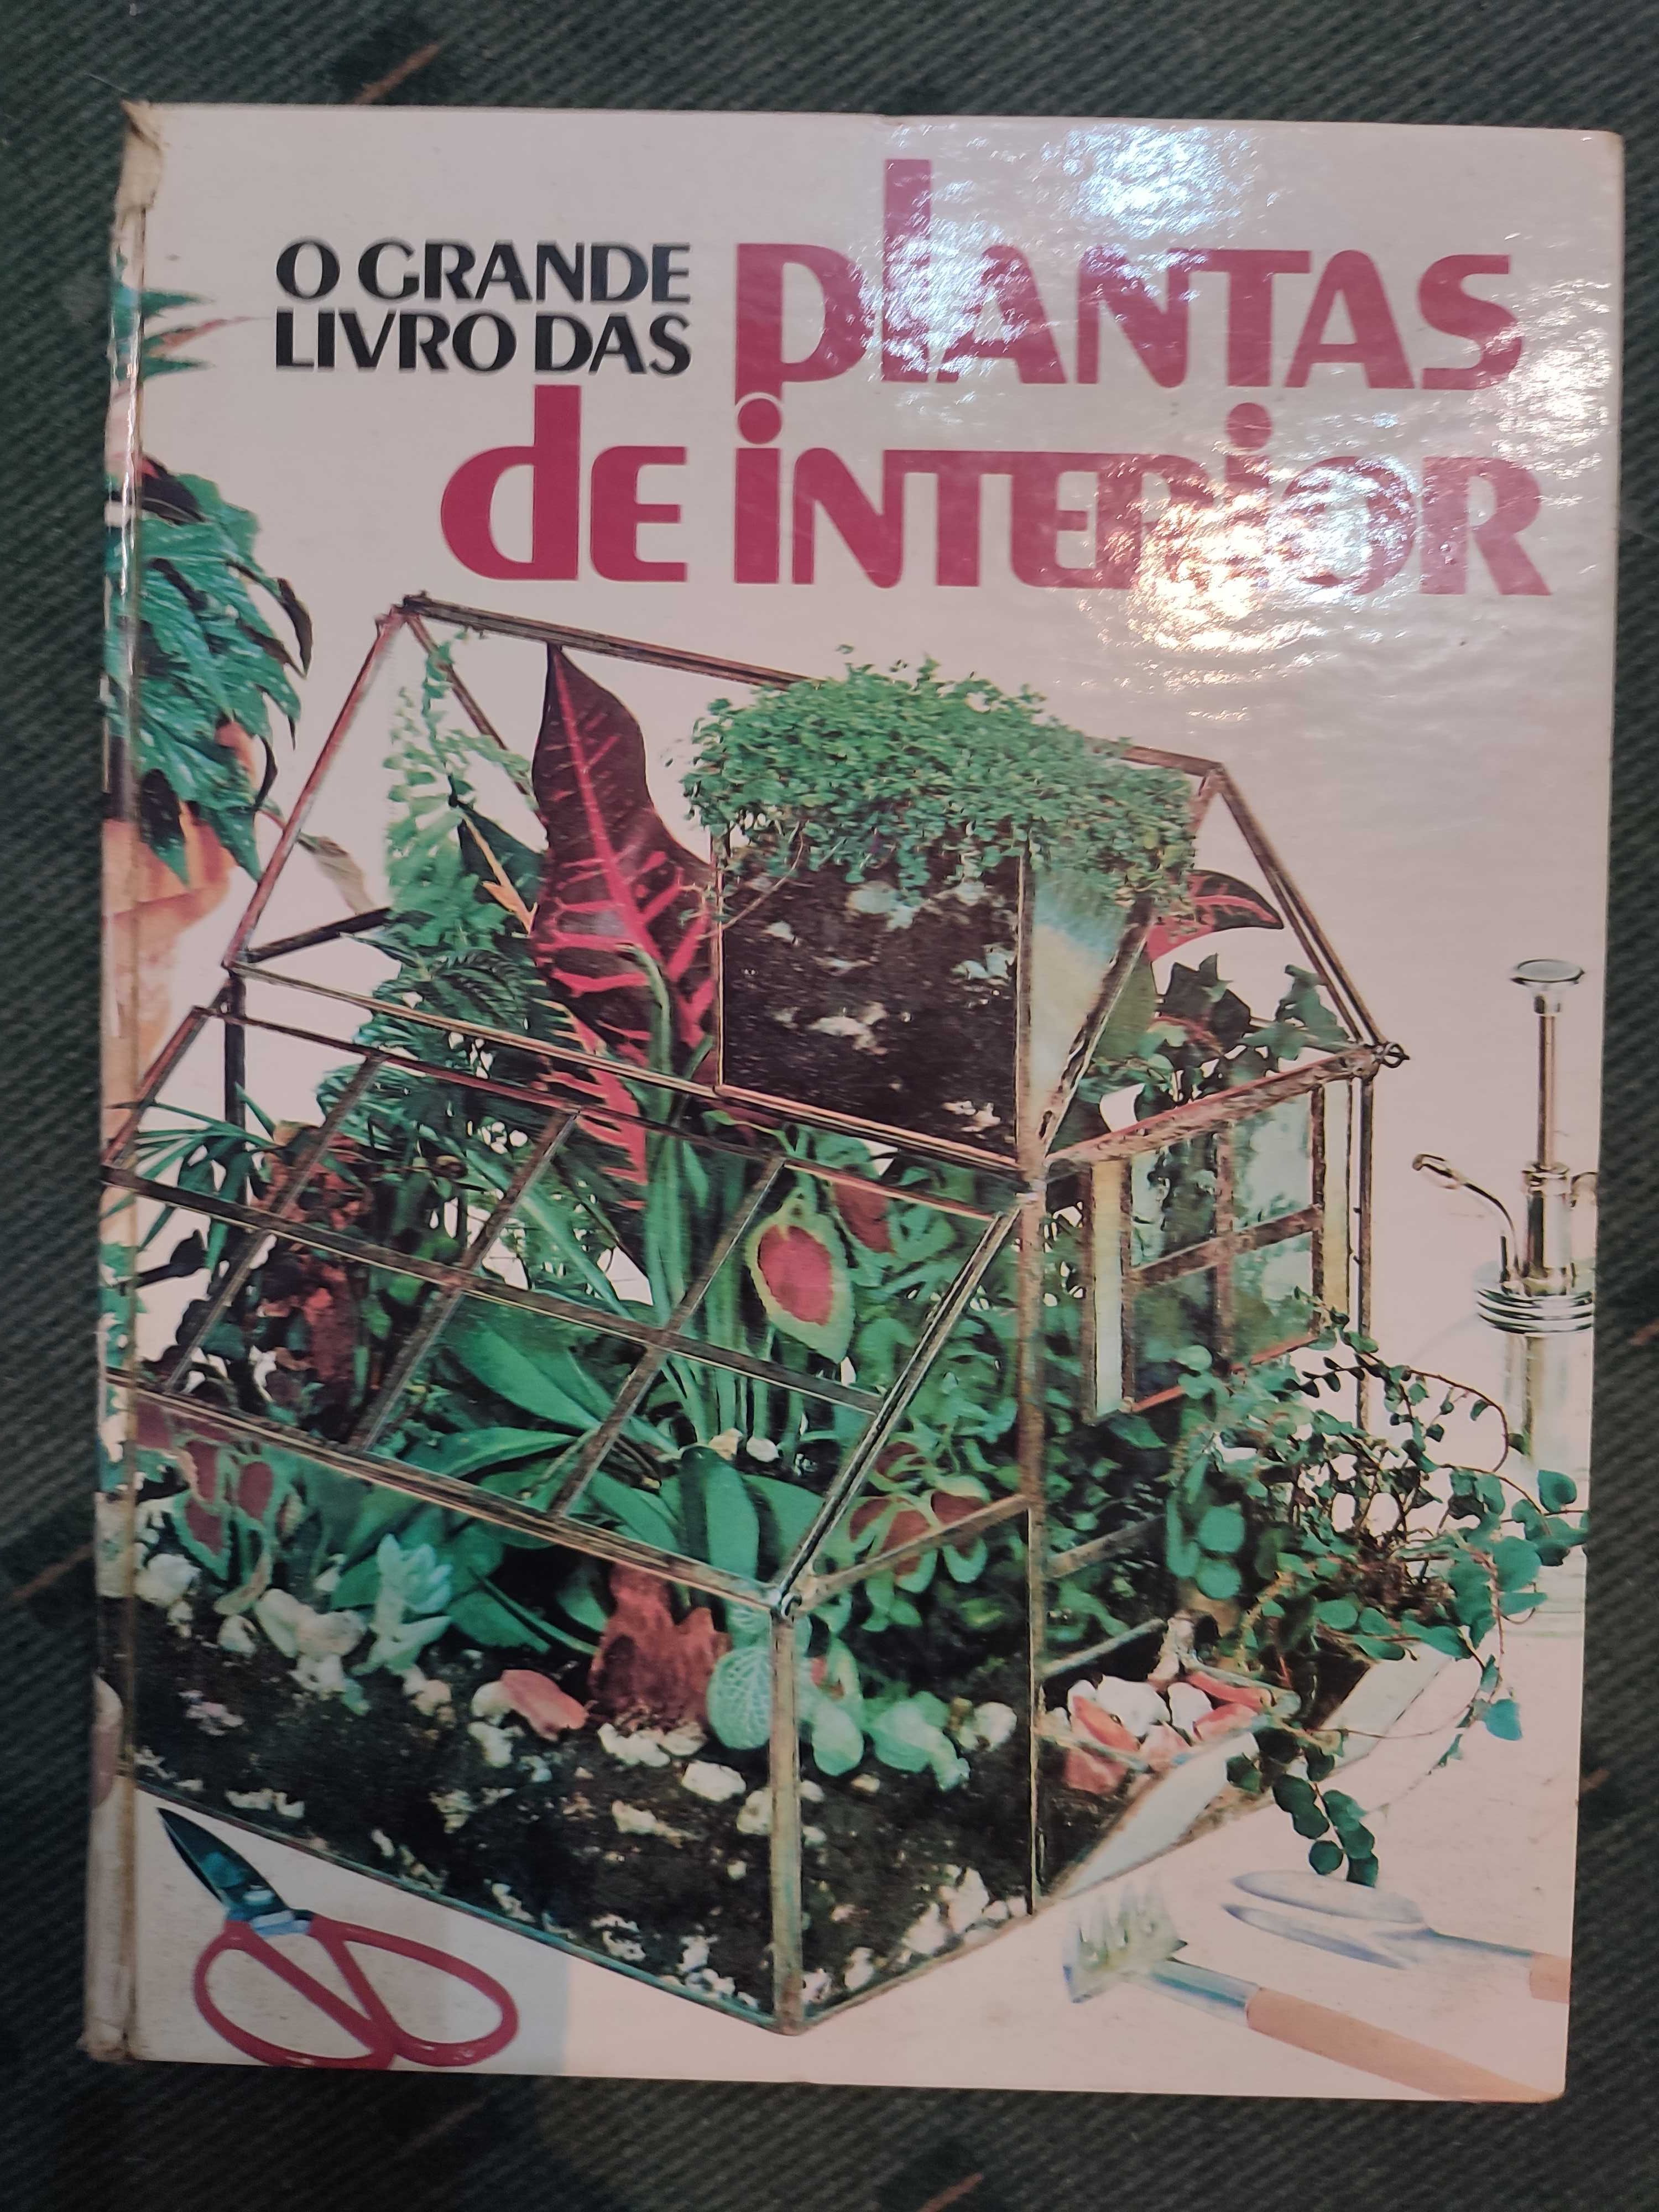 O GRANDE
LIVRO DAS PlANTAS
dE iNTERiOR